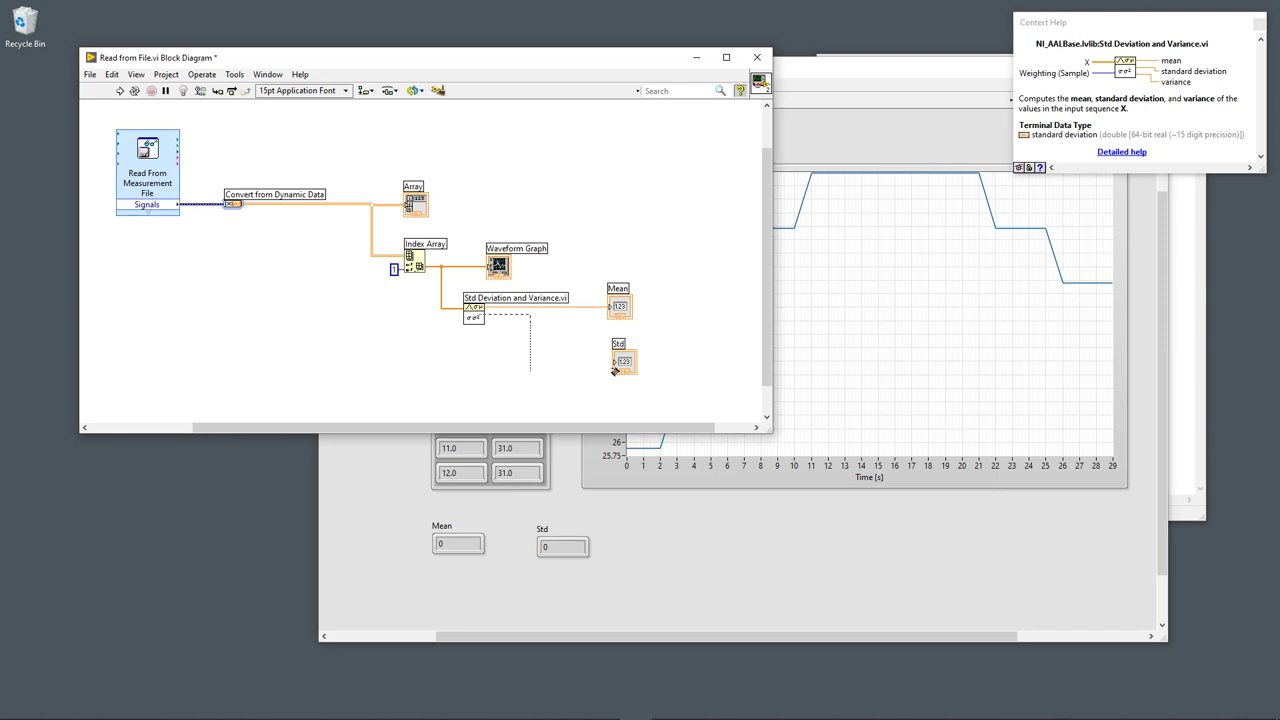 Recycle Bin
Read from File.vi Block Diagram *
File Edit View Project Operate Tools Window Help
15pt Application Font
Search
Read From
Measurement
File
Signals
Convert from Dynamic Data
Array
Index Array
1
Waveform Graph
Std Deviation and Variance.vi
Mean
123
Std
123
Context Help
NI_AALBase.lvlib:Std Deviation and Variance.vi
X
Weighting (Sample)
mean
standard deviation
variance
Computes the mean, standard deviation, and variance of the
values in the input sequence X.
Terminal Data Type
standard deviation (double [64-bit real (~15 digit precision)])
Detailed help
11.0 31.0
12.0 31.0
26
25.75
0 1 2 3 4 5 6 7 8 9 10 11 12 13 14 15 16 17 18 19 20 21 22 23 24 25 26 27 28 29
Time [s]
Mean
0
Std
0